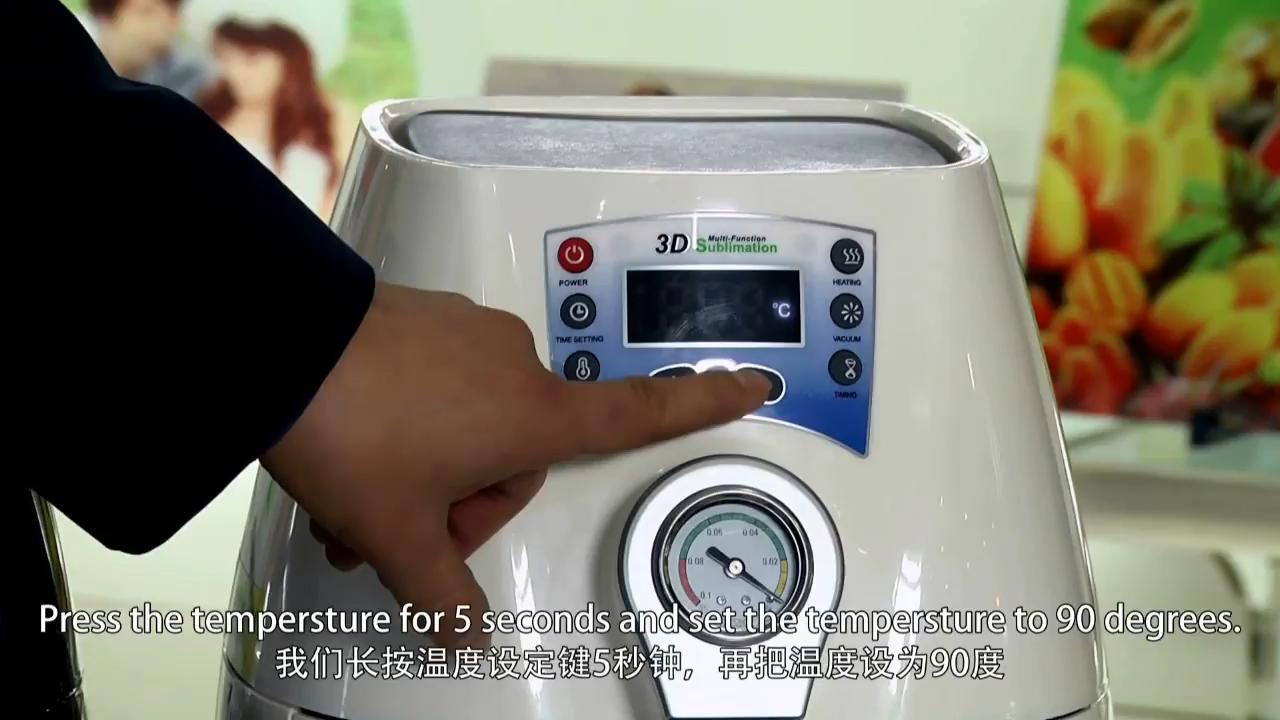 3D Multi-Function
Sublimation
POWER
HEATING
°C
TIME SETTING
VACUUM
TIMING
0.06 0.04
0.08 0.02
0.1
Press the tempersture for 5 seconds and set the tempersture to 90 degrees.
我们长按温度设定键5秒钟，再把温度设为90度